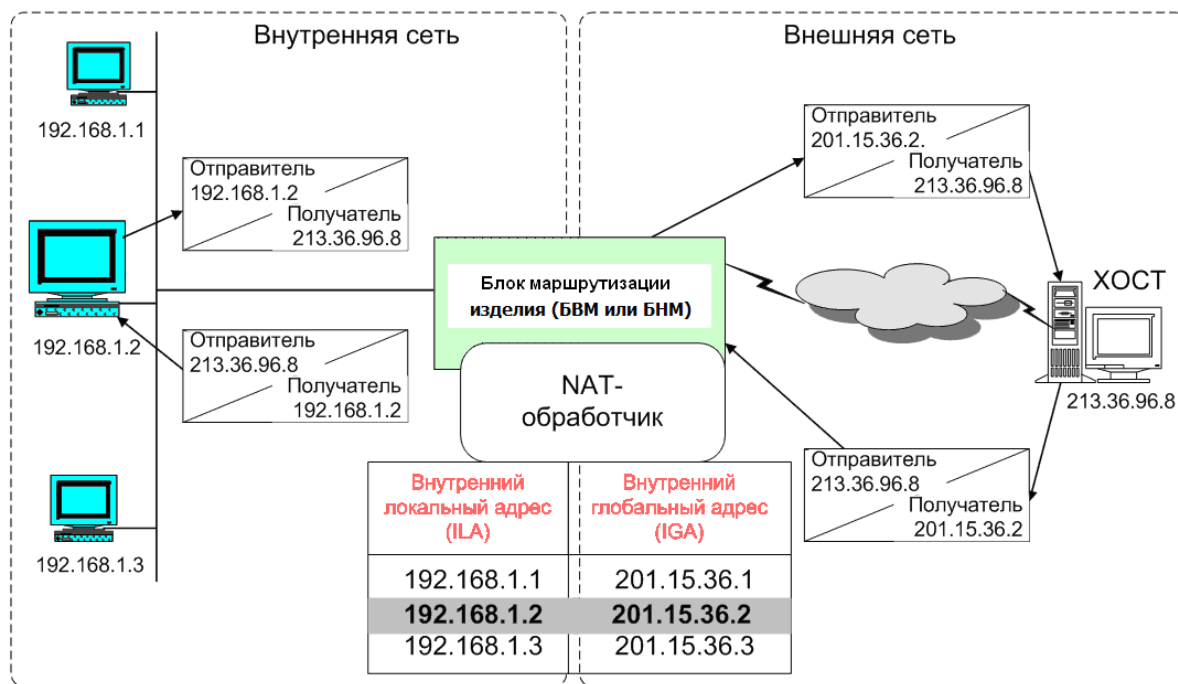 Внутренняя сеть
Внешняя сеть
192.168.1.1
Отправитель
192.168.1.2
Получатель
213.36.96.8
192.168.1.2
Отправитель
213.36.96.8
Получатель
192.168.1.2
192.168.1.3
Блок маршрутизации
изделия (БВМ или БНМ)
NAT-
обработчик
Отправитель
201.15.36.2.
Получатель
213.36.96.8
ХОСТ
213.36.96.8
Отправитель
213.36.96.8
Получатель
201.15.36.2
Внутренний
локальный адрес
(ILA)
Внутренний
глобальный адрес
(IGA)
192.168.1.1 201.15.36.1
192.168.1.2 201.15.36.2
192.168.1.3 201.15.36.3